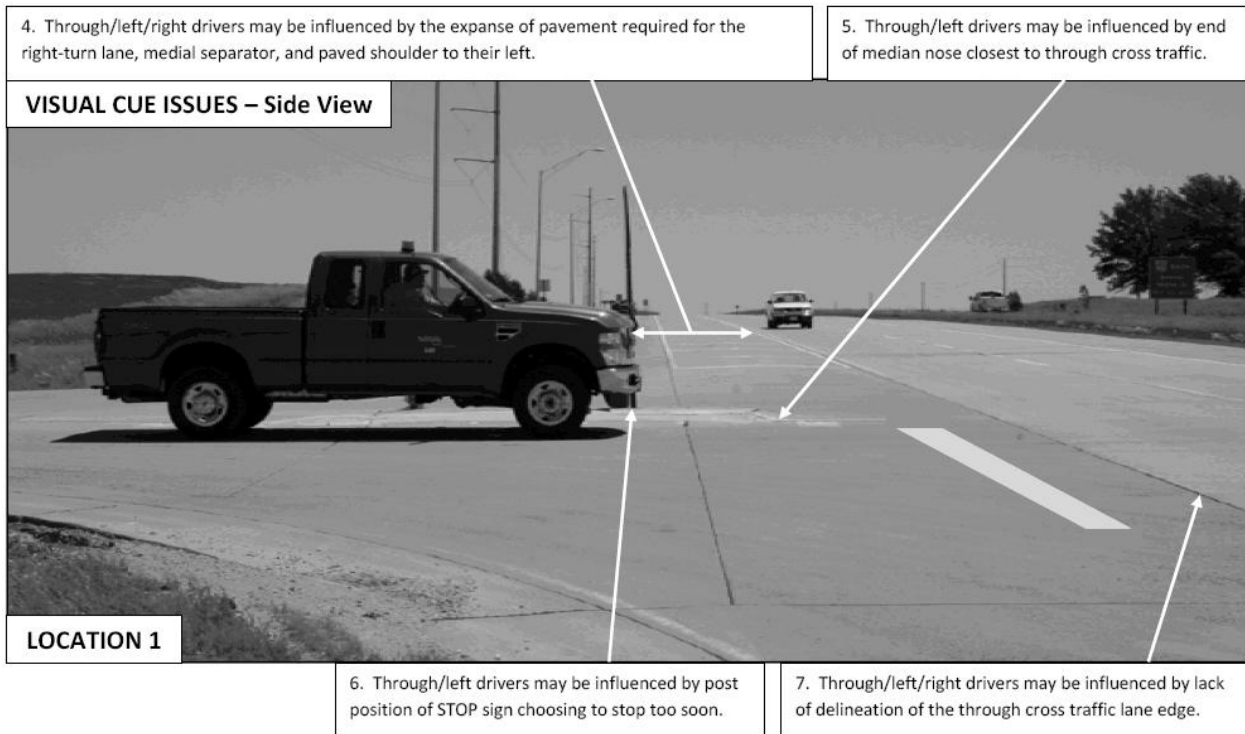 4. Through/left/right drivers may be influenced by the expanse of pavement required for the
right-turn lane, medial separator, and paved shoulder to their left.
5. Through/left drivers may be influenced by end
of median nose closest to through cross traffic.
VISUAL CUE ISSUES – Side View
LOCATION 1
6. Through/left drivers may be influenced by post
position of STOP sign choosing to stop too soon.
7. Through/left/right drivers may be influenced by lack
of delineation of the through cross traffic lane edge.